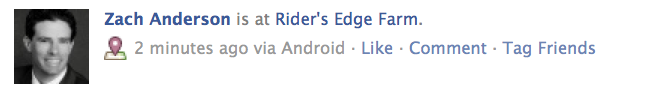 Zach Anderson is at Rider's Edge Farm.
2 minutes ago via Android · Like · Comment · Tag Friends